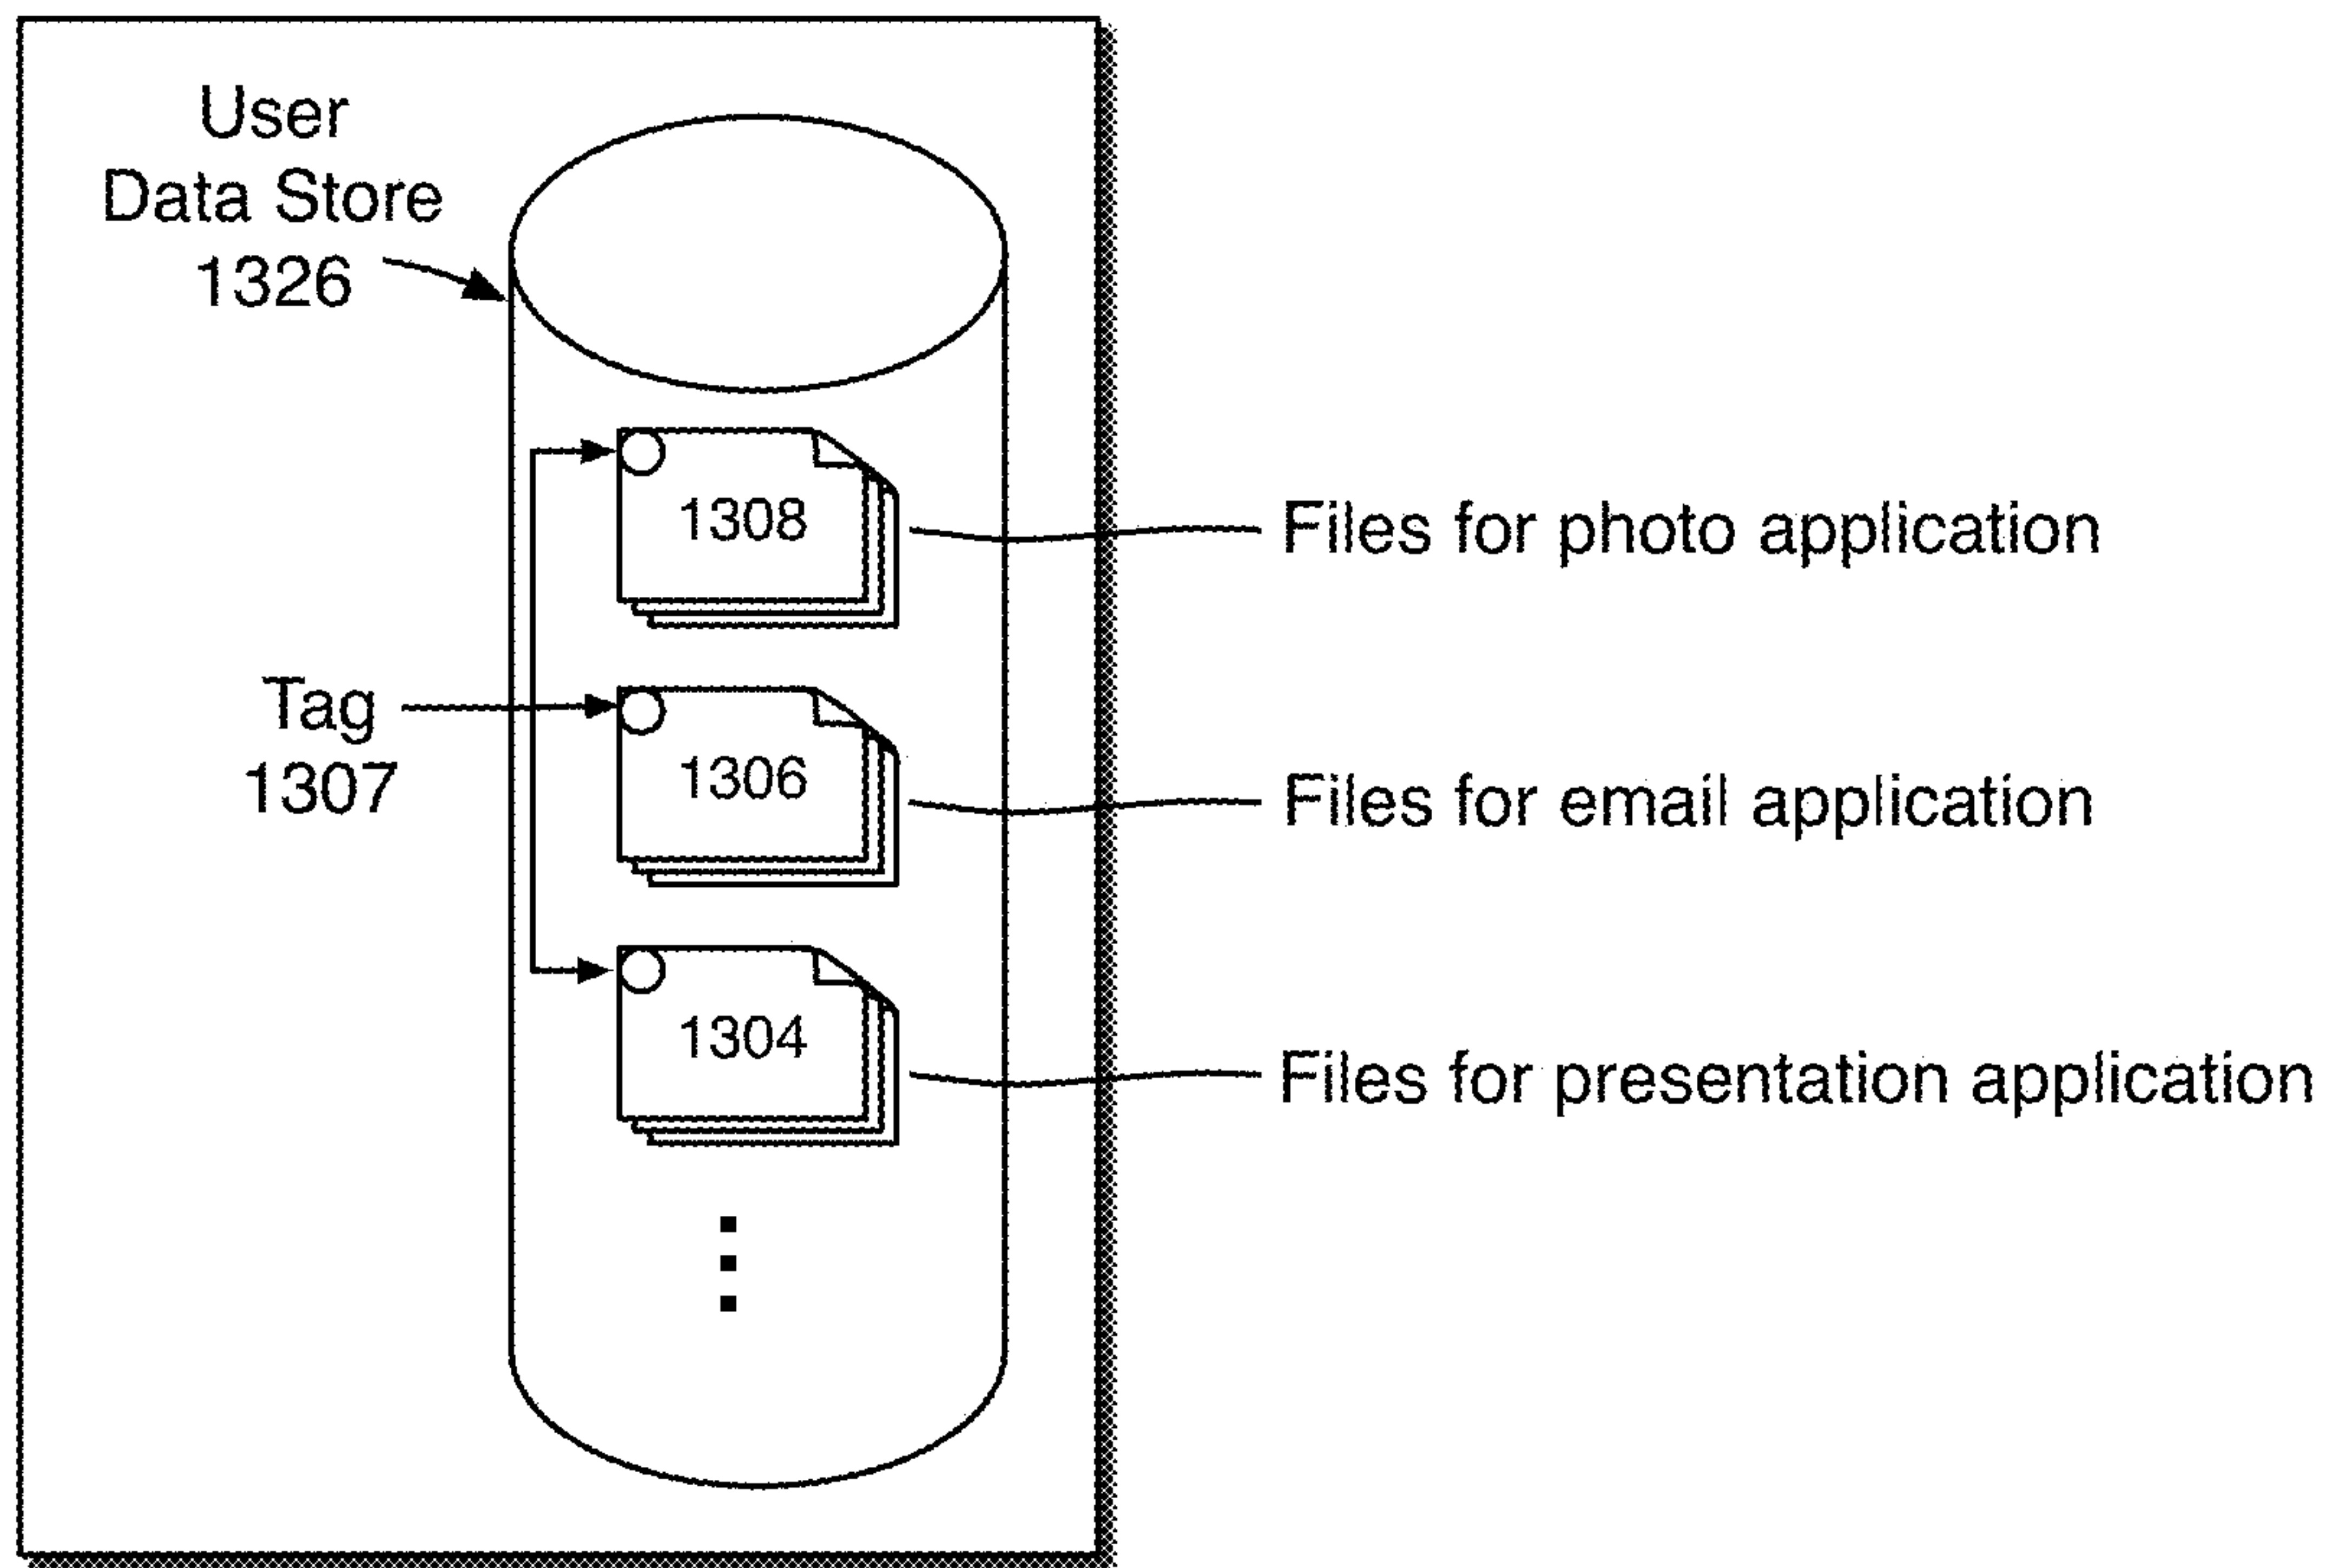 User
Data Store
1326
1308
Files for photo application
Tag
1307
1306
Files for email application
1304
Files for presentation application